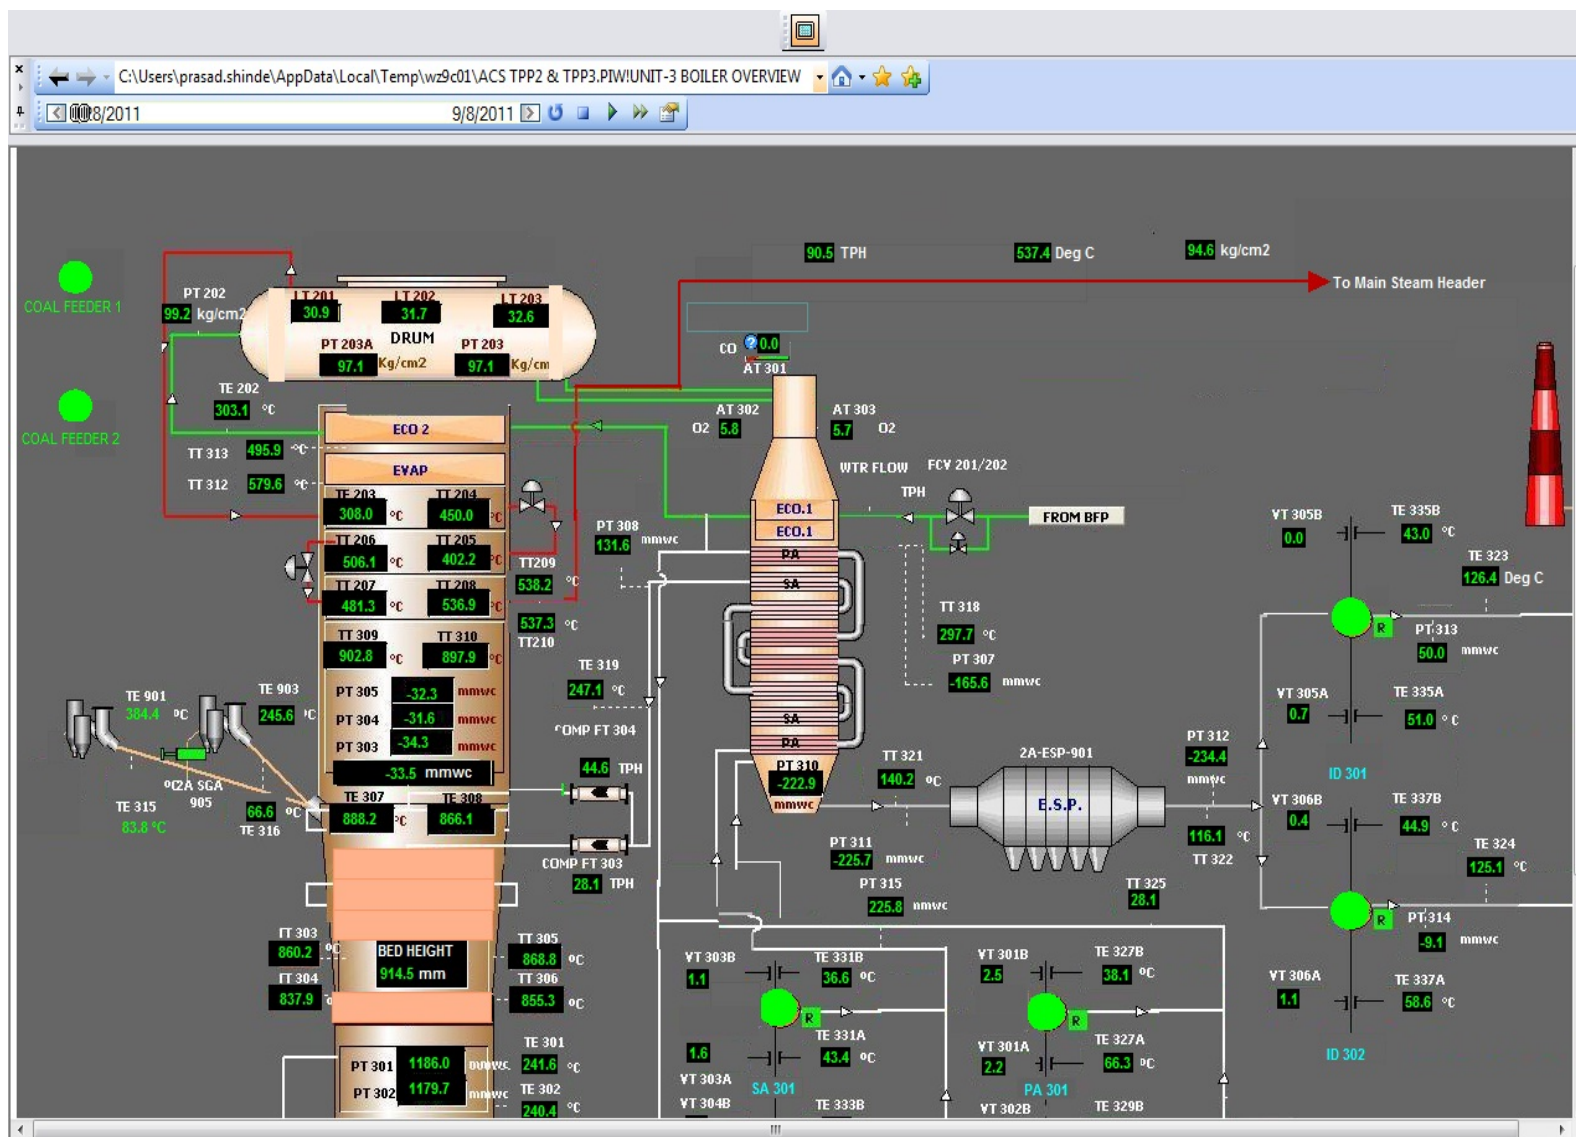 C:\Users\prasad.shinde\AppData\Local\Temp\wz9c01\ACS TPP2 & TPP3.PIW!UNIT-3 BOILER OVERVIEW
8/2011 9/8/2011
90.5 TPH 537.4 Deg C 94.6 kg/cm2
To Main Steam Header
COAL FEEDER 1
PT 202
99.2 kg/cm2
LT 201 LT 202 LT 203
30.9 31.7 32.6
DRUM
PT 203A PT 203
97.1 Kg/cm2 97.1 Kg/cm
CO ? 0.0
AT 301
COAL FEEDER 2
TE 202
303.1 °C
AT 302 AT 303
O2 5.8 5.7 O2
ECO 2
TT 313 495.9 °C
EVAP
TT 312 579.6 °C
WTR FLOW FCV 201/202
TPH
TE 203 TT 204
308.0 °C 450.0 °C
ECO.1
ECO.1
FROM BFP
PT 308
131.6 mmwc
TT 206 TT 205
506.1 °C 402.2 °C
TT209
538.2 °C
TT 207 TT 208
481.3 °C 536.9 °C
537.3 °C
TT210
PA
SA
TT 309 TT 310
902.8 °C 897.9 °C
TT 318
297.7 °C
PT 307
-165.6 mmwc
TE 319
247.1 °C
PT 305 -32.3 mmwc
PT 304 -31.6 mmwc
PT 303 -34.3 mmwc
-33.5 mmwc
TE 901
384.4 °C
TE 903
245.6 °C
COMP FT 304
44.6 TPH
SA
PA
PT 310
-222.9
mmwc
°C 2A SGA
905
TE 315
83.8 °C
66.6 °C
TE 316
TE 307 TE 308
888.2 °C 866.1
COMP FT 303
28.1 TPH
TT 321
140.2 °C
2A-ESP-901
E.S.P.
PT 311
-225.7 mmwc
PT 312
-234.4
mmwc
116.1 °C
TT 322
PT 315
225.8 mmwc
TT 325
28.1
VT 305B TE 335B
0.0 43.0 °C
TE 323
126.4 Deg C
R
PT 313
50.0 mmwc
VT 305A TE 335A
0.7 51.0 °C
ID 301
VT 306B TE 337B
0.4 44.9 °C
TE 324
125.1 °C
R
PT 314
-9.1 mmwc
VT 306A TE 337A
1.1 58.6 °C
ID 302
TT 303
860.2 °C
TT 304
837.9
BED HEIGHT
914.5 mm
TT 305
868.8 °C
TT 306
855.3 °C
PT 301 1186.0 mmwc
PT 302 1179.7 mmwc
TE 301
241.6 °C
TE 302
240.4 °C
VT 303B TE 331B
1.1 36.6 °C
R
TE 331A
1.6 43.4 °C
VT 303A SA 301
VT 304B TE 333B
VT 301B TE 327B
2.5 38.1 °C
R
VT 301A TE 327A
2.2 66.3 °C
PA 301
VT 302B TE 329B